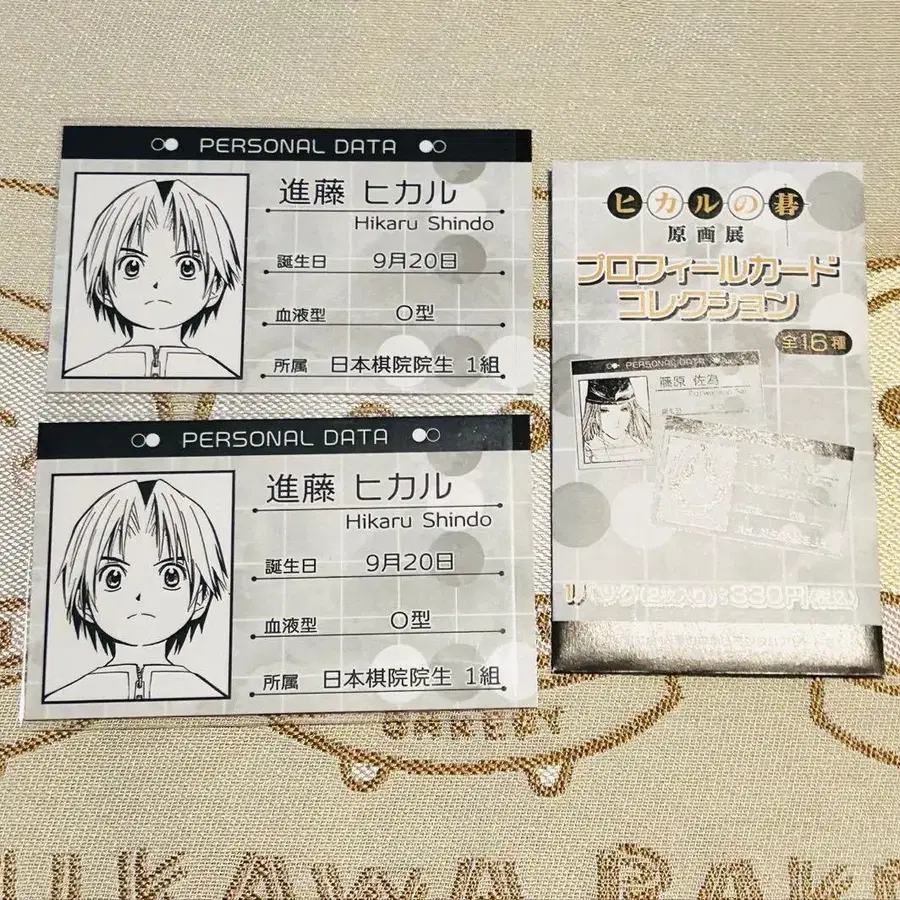 PERSONAL DATA
進藤 ヒカル
Hikaru Shindo
誕生日 9月20日
血液型 O型
所属 日本棋院院生 1組
PERSONAL DATA
進藤 ヒカル
Hikaru Shindo
誕生日 9月20日
血液型 O型
所属 日本棋院院生 1組
ヒカルの碁
原画展
プロフィールカード
コレクション
全16種
PERSONAL DATA
藤原 佐為
1パック(2枚入り):330円(税込)
BAKERY